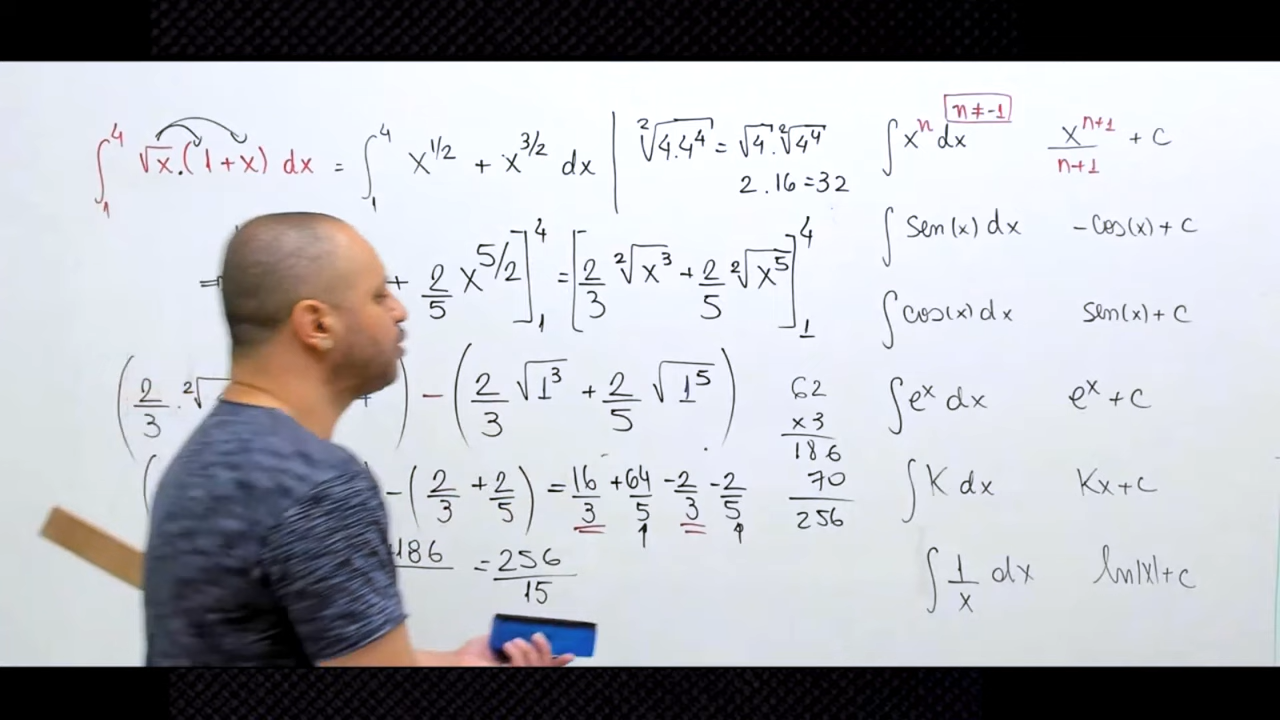 ∫₁⁴ √x.(1+x) dx = ∫₁⁴ x^{1/2} + x^{3/2} dx
=
+ 2/5 x^{5/2}]₁⁴ = [2/3 ²√x³ + 2/5 ²√x⁵]₁⁴
(2/3 . ²√ + ) - (2/3 √1³ + 2/5 √1⁵)
( - (2/3 + 2/5) = 16/3 + 64/5 - 2/3 - 2/5
186 = 256/15
²√4.4⁴ = √4 . ²√4⁴
2.16=32
62
x3
186
70
256
n≠-1
∫xⁿ dx x^{n+1}/n+1 + c
∫ Sen(x) dx -cos(x) + c
∫ cos(x) dx sen(x) + c
∫ eˣ dx eˣ + c
∫ K dx Kx + c
∫ 1/x dx ln|x| + c